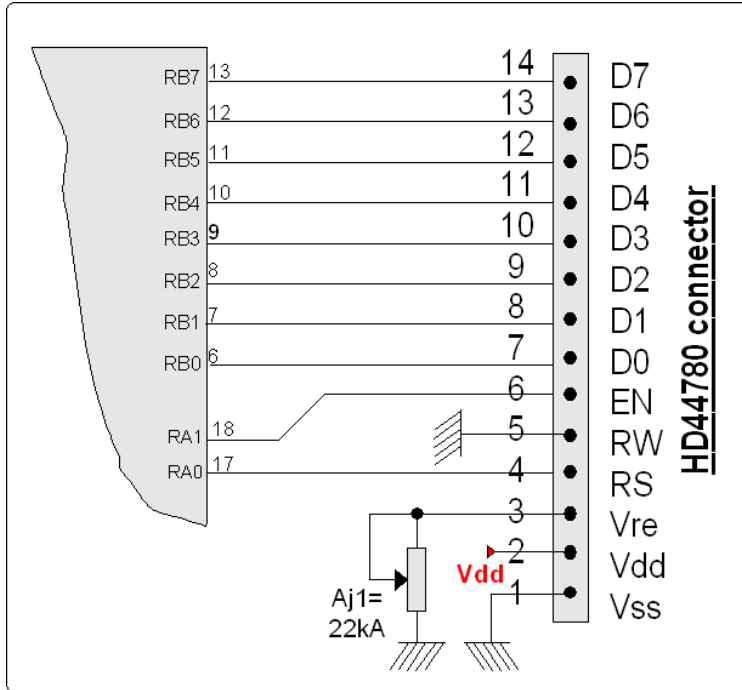 RB7 13 14 D7
RB6 12 13 D6
RB5 11 12 D5
RB4 10 11 D4
RB3 9 10 D3
RB2 8 9 D2
RB1 7 8 D1
RB0 6 7 D0
6 EN
RA1 18 5 RW
RA0 17 4 RS
3 Vre
Vdd 2 Vdd
1 Vss
Aj1=
22kA
HD44780 connector